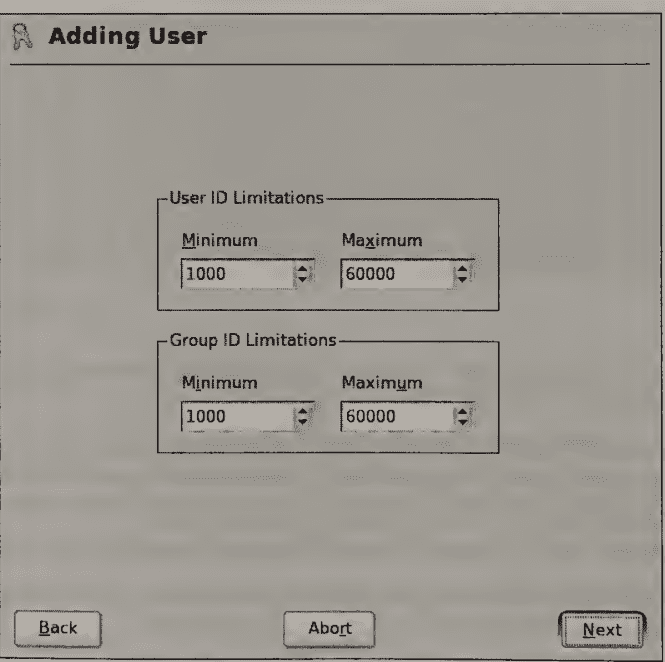 Adding User
User ID Limitations
Minimum Maximum
1000 60000
Group ID Limitations
Minimum Maximum
1000 60000
Back Abort Next